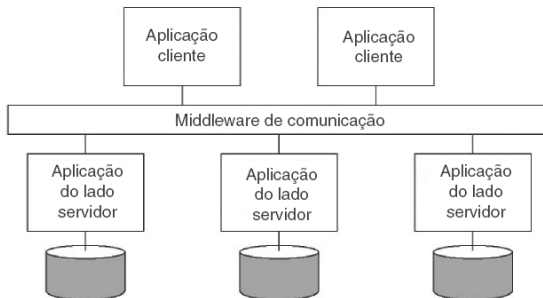 Aplicação
cliente
Aplicação
cliente
Middleware de comunicação
Aplicação
do lado
servidor
Aplicação
do lado
servidor
Aplicação
do lado
servidor